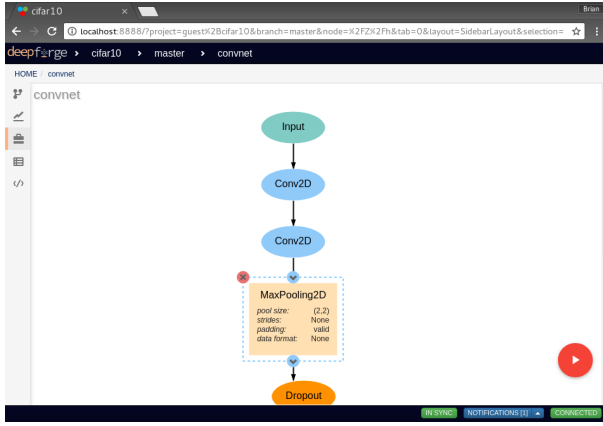 cifar10
Brian
localhost:8888/?project=guest%2Bcifar10&branch=master&node=%2FZ%2Fh&tab=0&layout=SidebarLayout&selection=
deepforge › cifar10 › master › convnet
HOME / convnet
convnet
Input
Conv2D
Conv2D
MaxPooling2D
pool size: (2,2)
strides: None
padding: valid
data format: None
Dropout
IN SYNC NOTIFICATIONS [1] CONNECTED